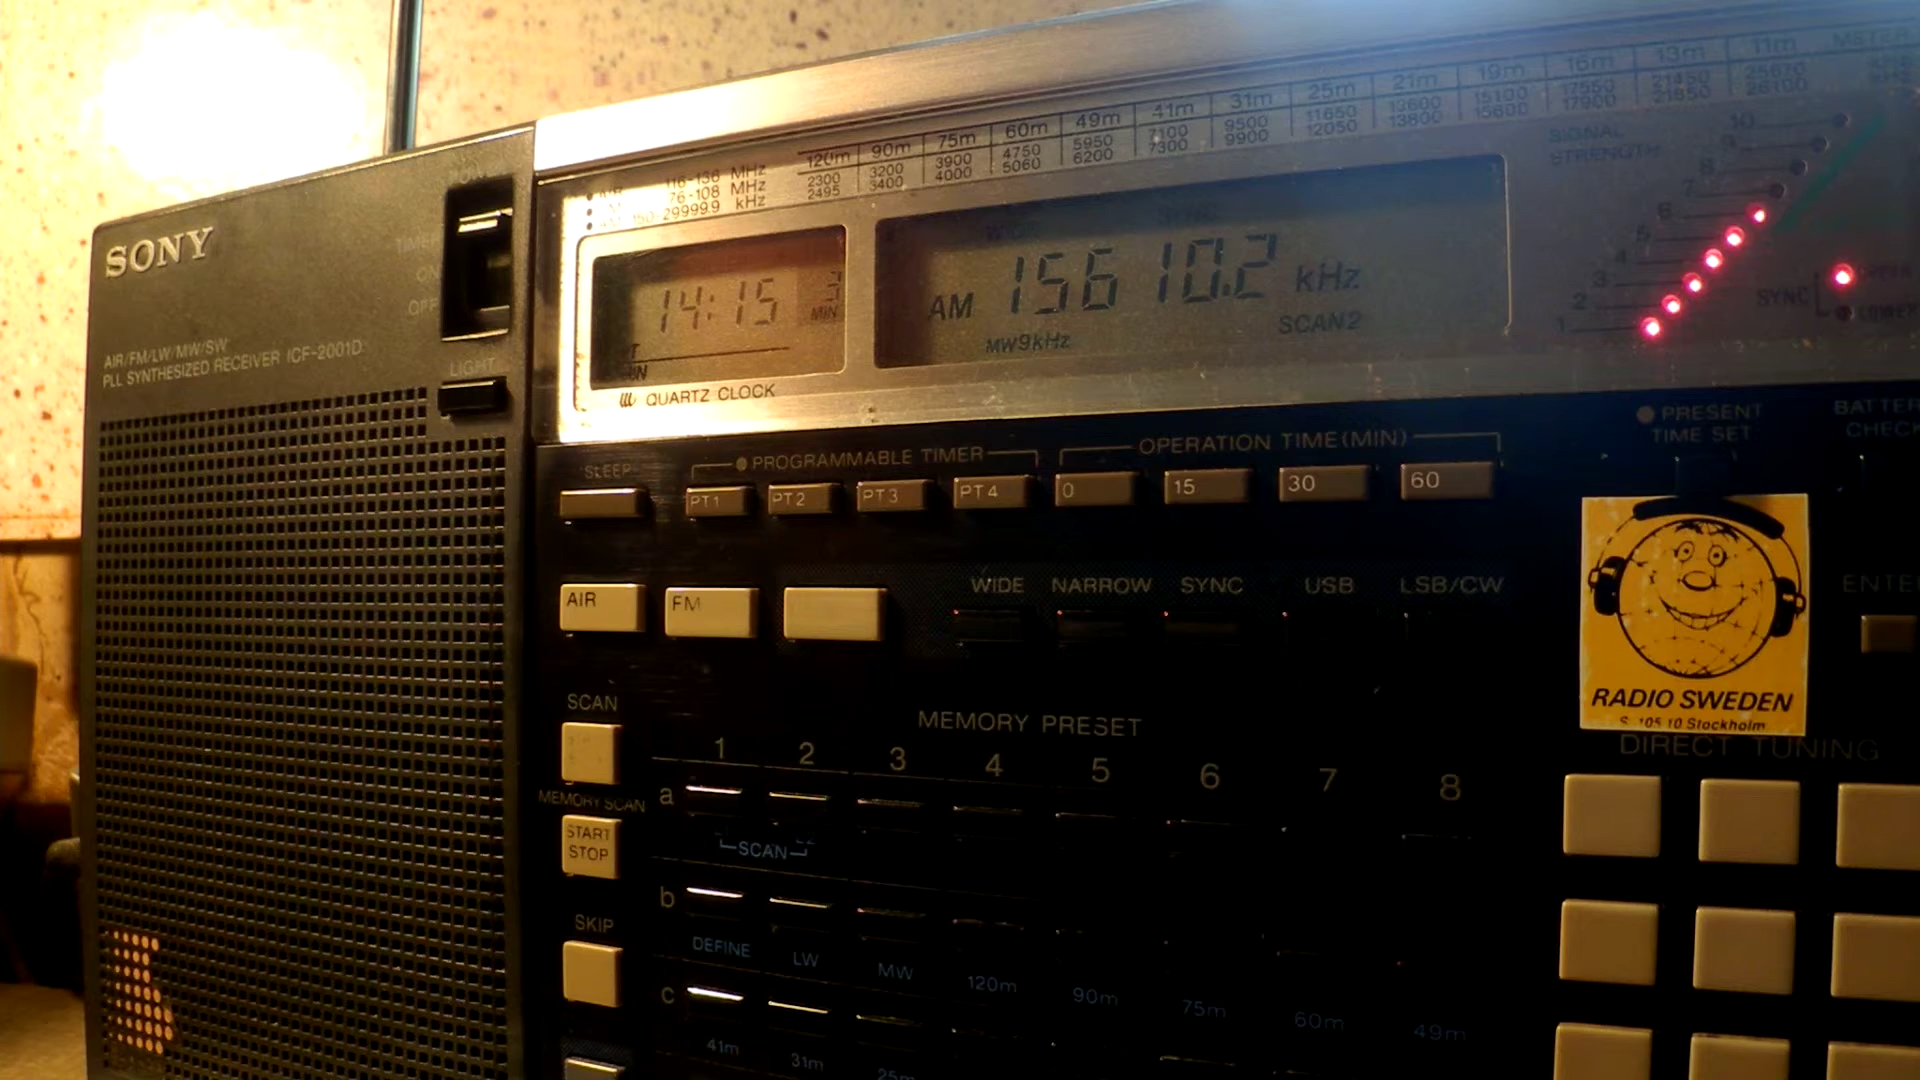 SONY
AIR/FM/LW/MW/SW
PLL SYNTHESIZED RECEIVER ICF-2001D
LIGHT
116-136 MHz
76-108 MHz
150-29999.9 kHz
120m 90m 75m 60m 49m 41m 31m 25m 21m 19m 16m 13m 11m METER
2300 3200 3900 4750 5950 7100 9500 11650 13600 15100 17550 21450 25670
2495 3400 4000 5060 6200 7300 9900 12050 13800 15600 17900 21850 26100
14:15 3 MIN
QUARTZ CLOCK
AM 15610.2 kHz
MW9kHz SCAN2
SIGNAL
STRENGTH
10
9
8
7
6
5
4
3
2
1
SYNC
LOWER
SLEEP
PROGRAMMABLE TIMER
OPERATION TIME(MIN)
PRESENT
TIME SET
PT1 PT2 PT3 PT4 0 15 30 60
AIR FM
WIDE NARROW SYNC USB LSB/CW
RADIO SWEDEN
S-105 10 Stockholm
DIRECT TUNING
SCAN
MEMORY PRESET
1 2 3 4 5 6 7 8
MEMORY SCAN
START
STOP
a
SCAN
b
SKIP
DEFINE LW MW 120m 90m 75m 60m 49m
c
41m 31m 25m